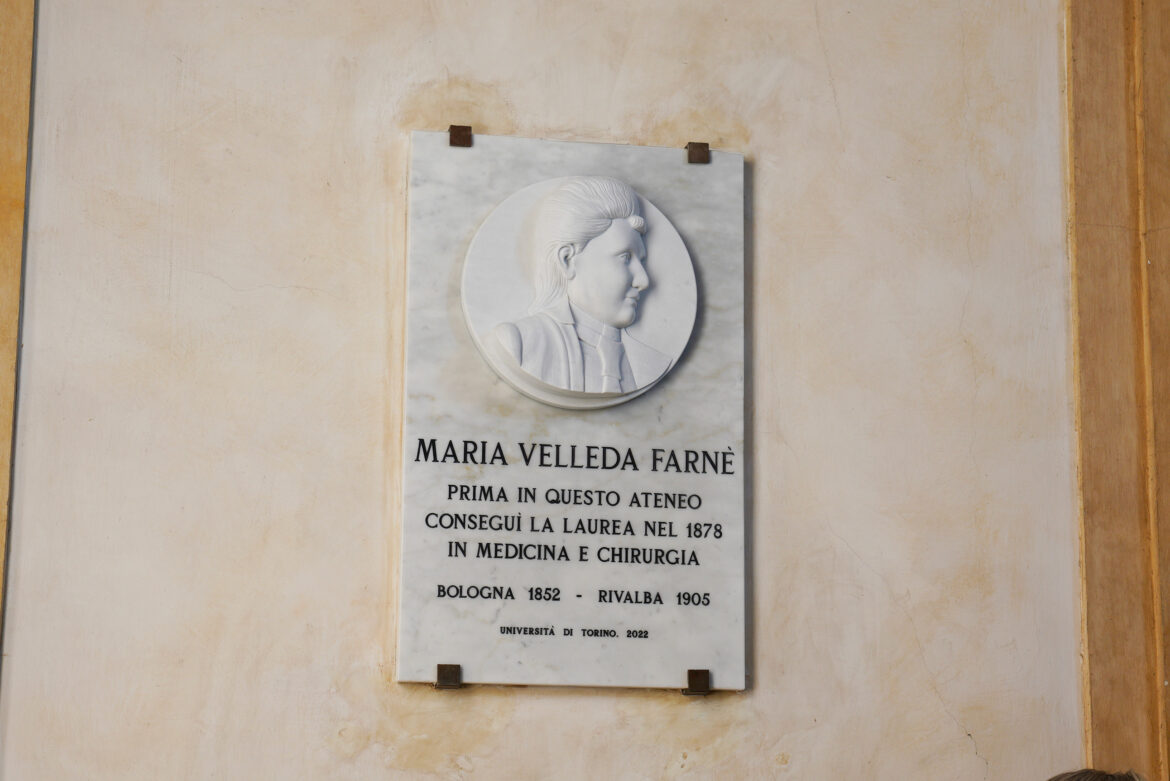 MARIA VELLEDA FARNÈ
PRIMA IN QUESTO ATENEO
CONSEGUÌ LA LAUREA NEL 1878
IN MEDICINA E CHIRURGIA
BOLOGNA 1852 - RIVALBA 1905
UNIVERSITÀ DI TORINO. 2022